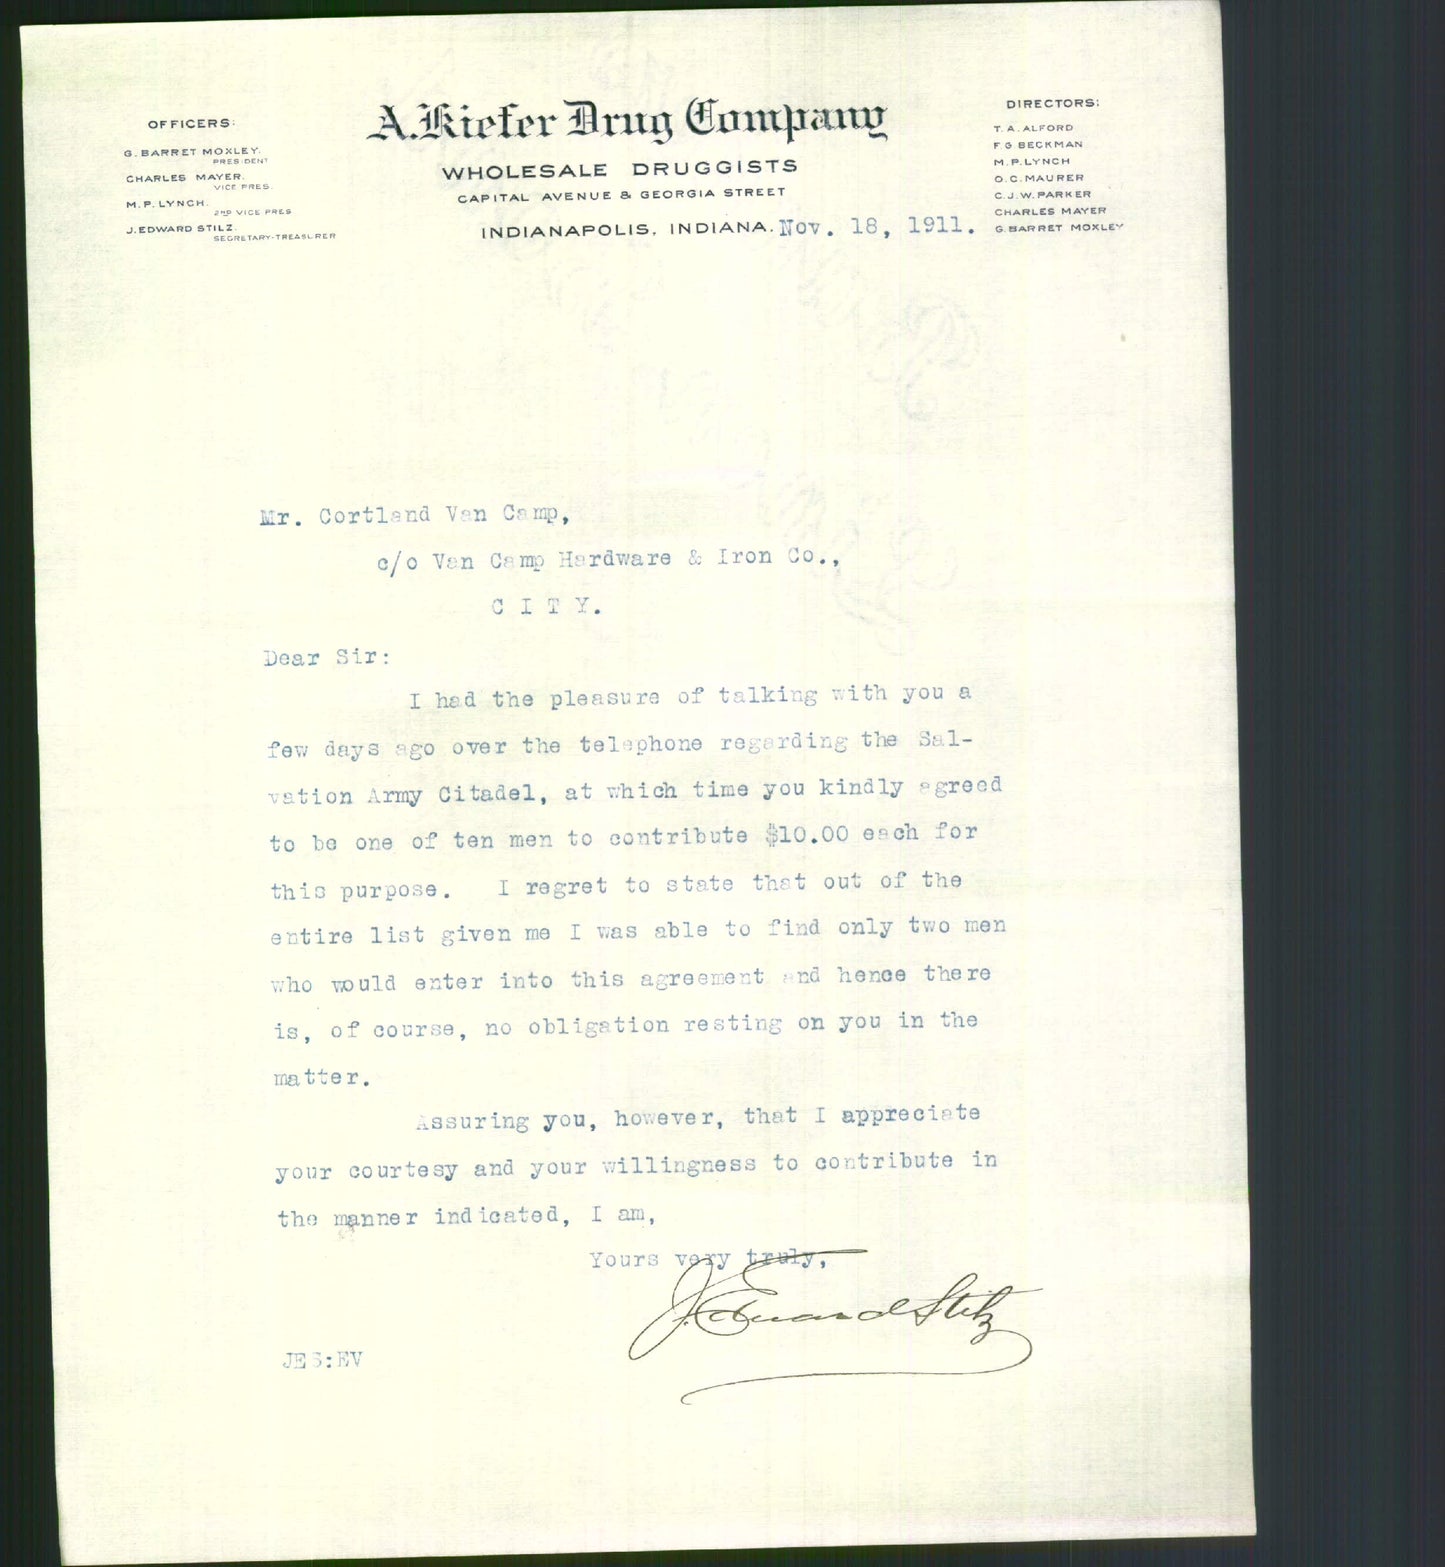 OFFICERS:
G. BARRET MOXLEY.
PRESIDENT
CHARLES MAYER.
VICE PRES.
M. P. LYNCH.
2ND VICE PRES
J. EDWARD STILZ.
SECRETARY-TREASURER
A. Kiefer Drug Company
WHOLESALE DRUGGISTS
CAPITAL AVENUE & GEORGIA STREET
INDIANAPOLIS, INDIANA. Nov. 18, 1911.
DIRECTORS:
T. A. ALFORD
F G BECKMAN
M. P. LYNCH
O. C. MAURER
C. J. W. PARKER
CHARLES MAYER
G. BARRET MOXLEY
Mr. Cortland Van Camp,
c/o Van Camp Hardware & Iron Co.,
C I T Y.
Dear Sir:
I had the pleasure of talking with you a
few days ago over the telephone regarding the Sal-
vation Army Citadel, at which time you kindly agreed
to be one of ten men to contribute $10.00 each for
this purpose. I regret to state that out of the
entire list given me I was able to find only two men
who would enter into this agreement and hence there
is, of course, no obligation resting on you in the
matter.
Assuring you, however, that I appreciate
your courtesy and your willingness to contribute in
the manner indicated, I am,
Yours very truly,
J. Edward Stilz
JES:EV